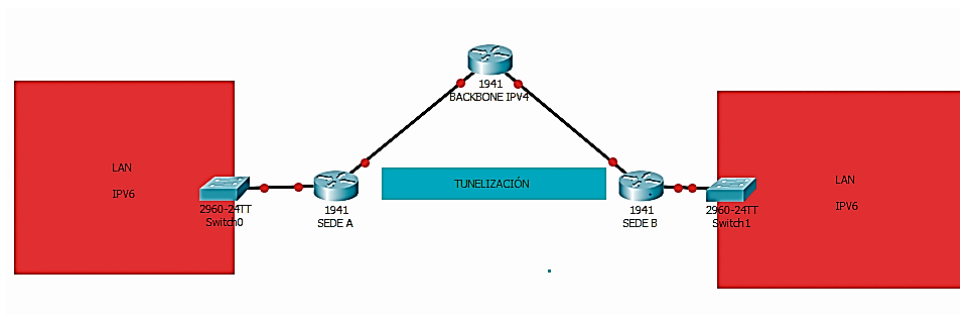 1941
BACKBONE IPV4
LAN
IPV6
2960-24TT
Switch0
1941
SEDE A
TUNELIZACIÓN
1941
SEDE B
2960-24TT
Switch1
LAN
IPV6